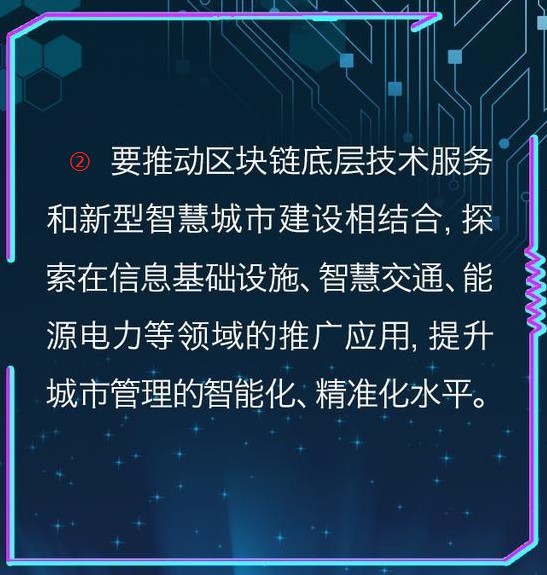 ② 要推动区块链底层技术服务
和新型智慧城市建设相结合,探
索在信息基础设施、智慧交通、能
源电力等领域的推广应用,提升
城市管理的智能化、精准化水平。